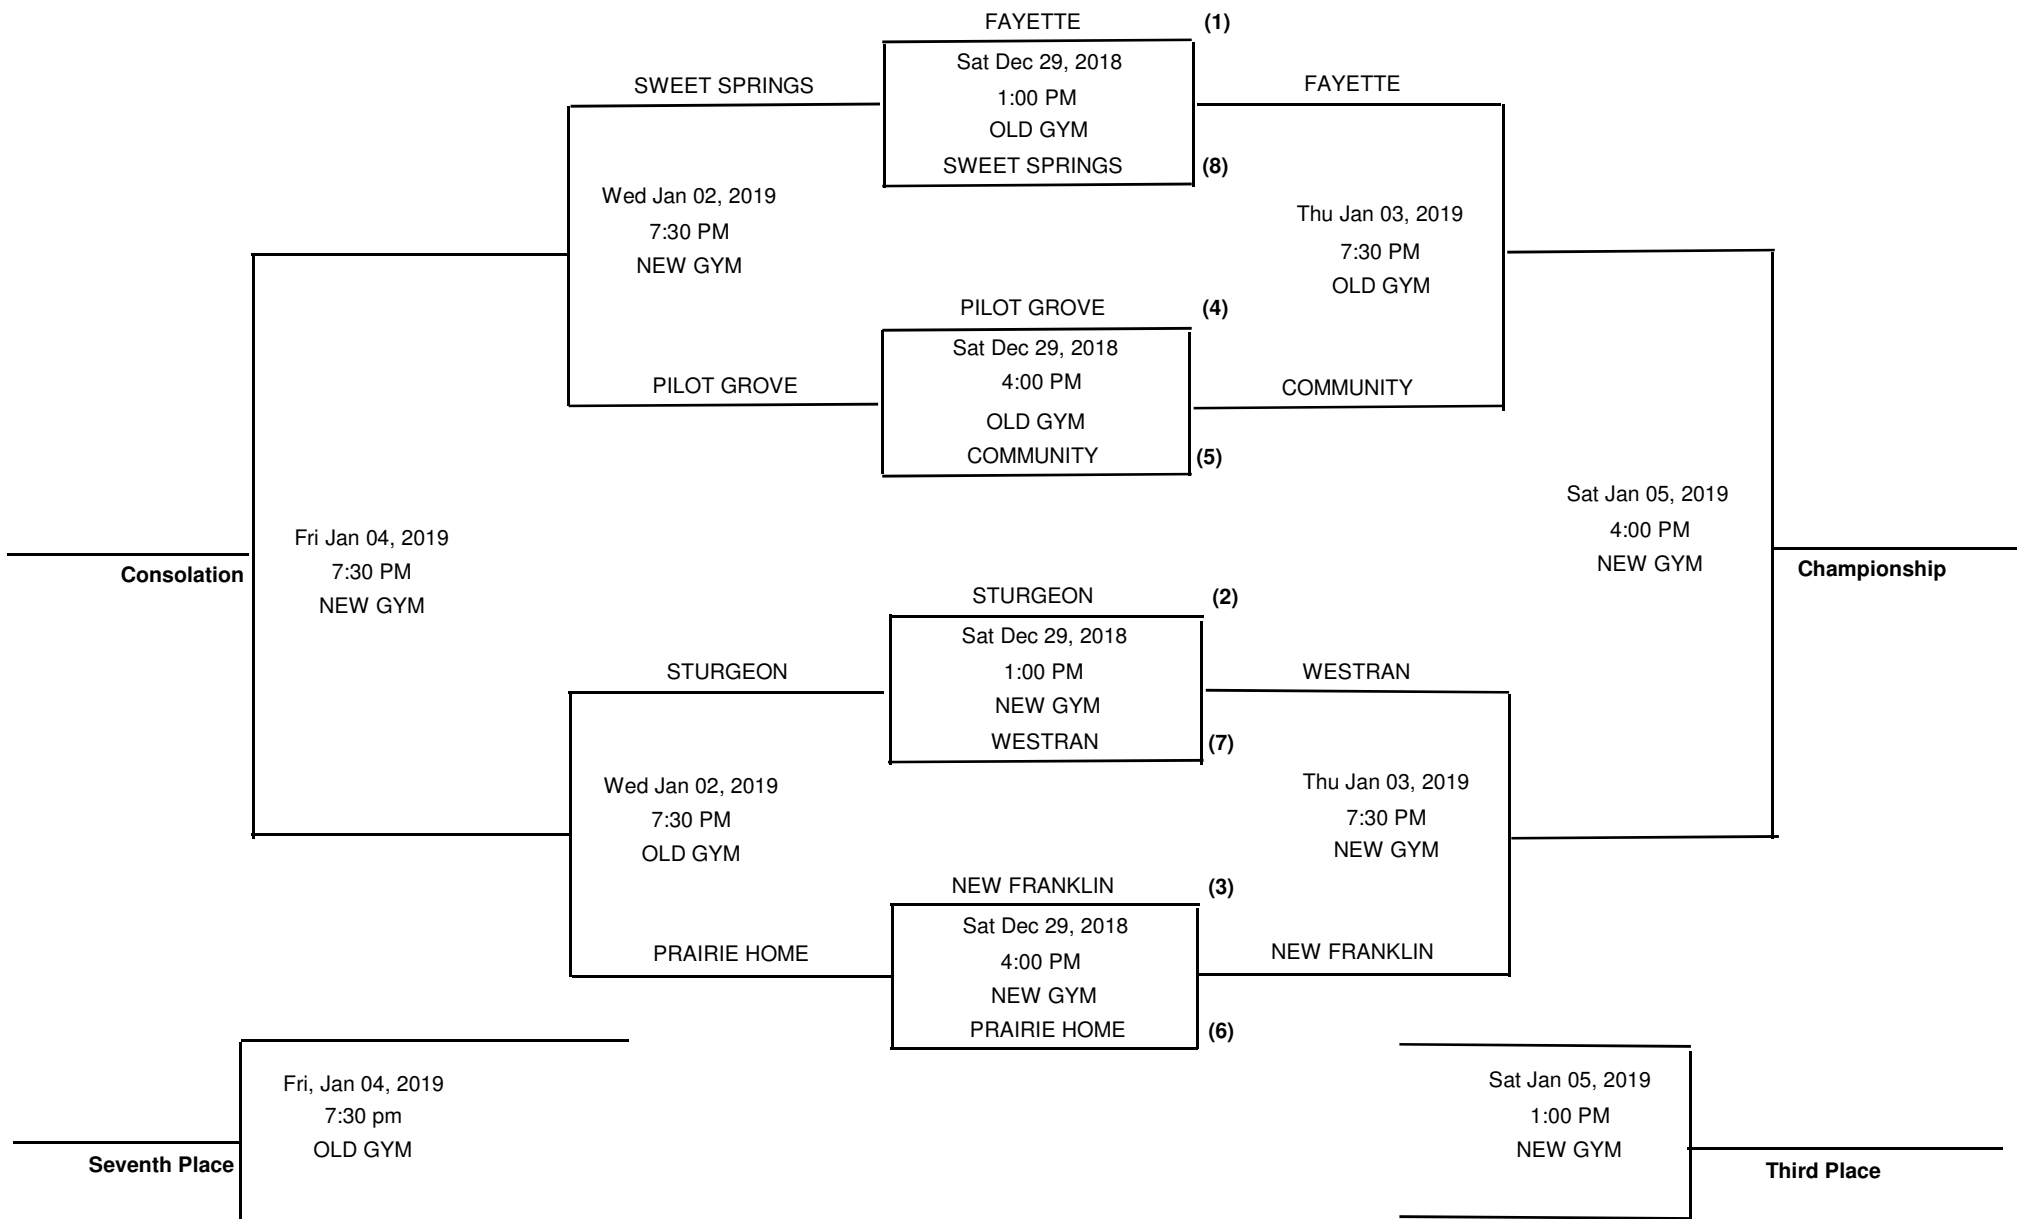 FAYETTE (1)
Sat Dec 29, 2018
1:00 PM
OLD GYM
SWEET SPRINGS (8)
SWEET SPRINGS
FAYETTE
Wed Jan 02, 2019
7:30 PM
NEW GYM
Thu Jan 03, 2019
7:30 PM
OLD GYM
PILOT GROVE (4)
Sat Dec 29, 2018
4:00 PM
OLD GYM
COMMUNITY (5)
PILOT GROVE
COMMUNITY
Fri Jan 04, 2019
7:30 PM
NEW GYM
Consolation
Sat Jan 05, 2019
4:00 PM
NEW GYM
Championship
STURGEON (2)
Sat Dec 29, 2018
1:00 PM
NEW GYM
WESTRAN (7)
STURGEON
WESTRAN
Wed Jan 02, 2019
7:30 PM
OLD GYM
Thu Jan 03, 2019
7:30 PM
NEW GYM
NEW FRANKLIN (3)
Sat Dec 29, 2018
4:00 PM
NEW GYM
PRAIRIE HOME (6)
PRAIRIE HOME
NEW FRANKLIN
Fri, Jan 04, 2019
7:30 pm
OLD GYM
Seventh Place
Sat Jan 05, 2019
1:00 PM
NEW GYM
Third Place